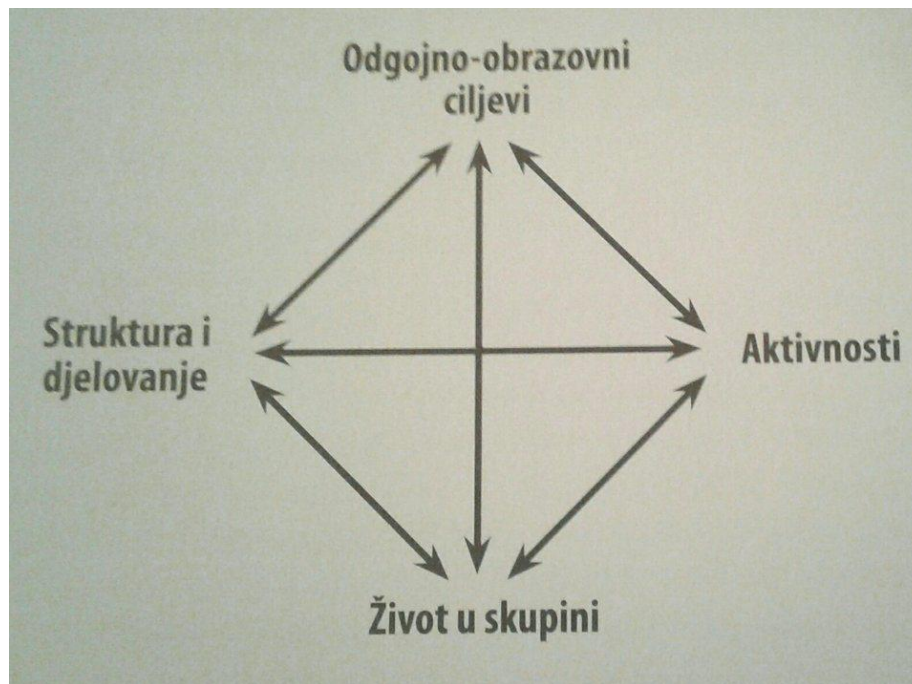 Odgojno-obrazovni
ciljevi
Struktura i
djelovanje
Aktivnosti
Život u skupini